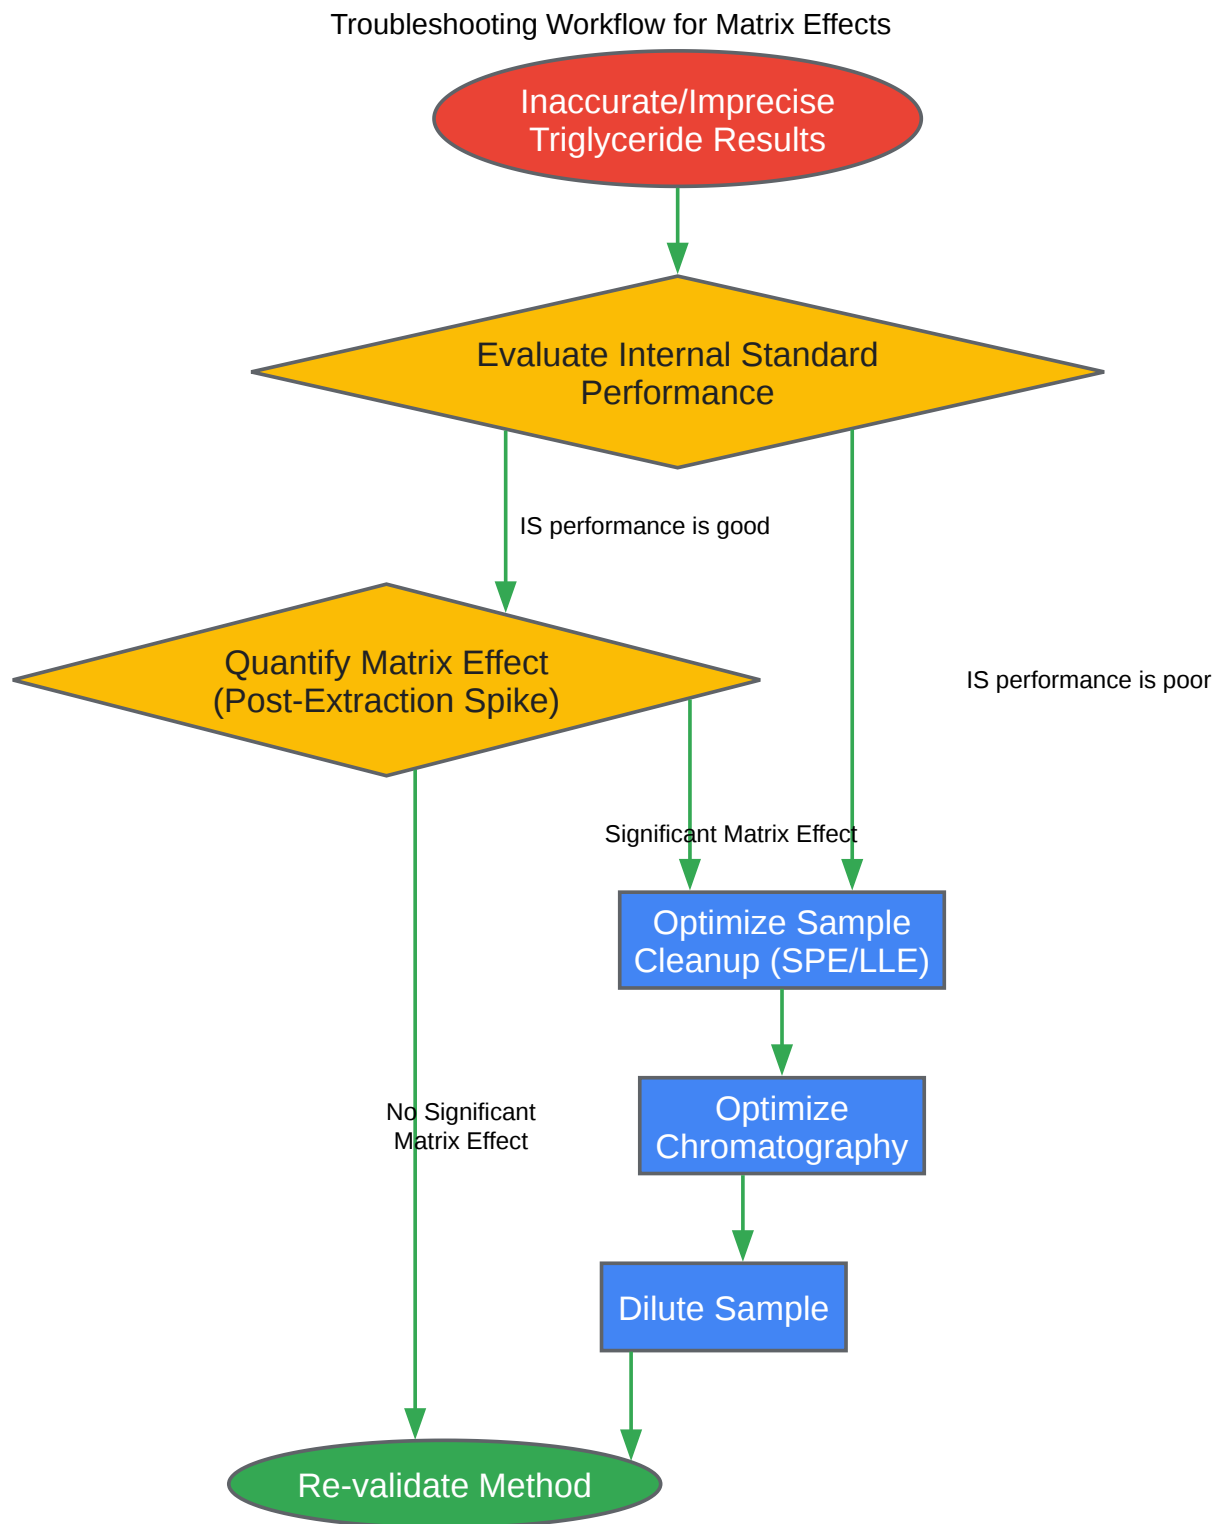 Troubleshooting Workflow for Matrix Effects
Inaccurate/Imprecise
Triglyceride Results
Evaluate Internal Standard
Performance
IS performance is good
Quantify Matrix Effect
(Post-Extraction Spike)
IS performance is poor
Significant Matrix Effect
Optimize Sample
Cleanup (SPE/LLE)
No Significant
Matrix Effect
Optimize
Chromatography
Dilute Sample
Re-validate Method